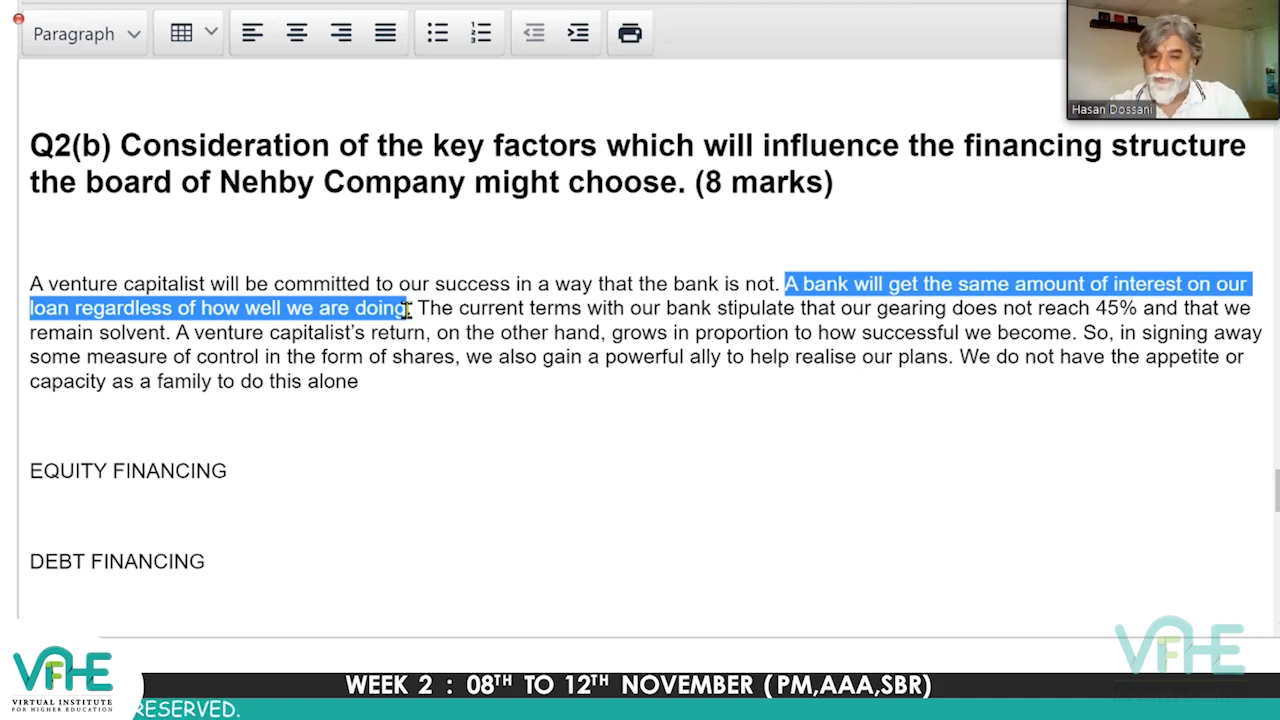 Paragraph
Hasan Dossani
Q2(b) Consideration of the key factors which will influence the financing structure
the board of Nehby Company might choose. (8 marks)
A venture capitalist will be committed to our success in a way that the bank is not. A bank will get the same amount of interest on our
loan regardless of how well we are doing. The current terms with our bank stipulate that our gearing does not reach 45% and that we
remain solvent. A venture capitalist's return, on the other hand, grows in proportion to how successful we become. So, in signing away
some measure of control in the form of shares, we also gain a powerful ally to help realise our plans. We do not have the appetite or
capacity as a family to do this alone
EQUITY FINANCING
DEBT FINANCING
VIFHE
VIRTUAL INSTITUTE
FOR HIGHER EDUCATION
WEEK 2 : 08TH TO 12TH NOVEMBER (PM,AAA,SBR)
RESERVED.